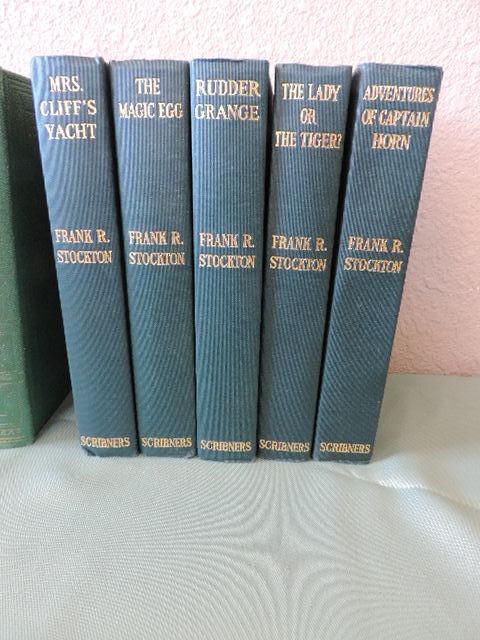 MRS.
CLIFF'S
YACHT
FRANK R.
STOCKTON
SCRIBNERS
THE
MAGIC EGG
FRANK R.
STOCKTON
SCRIBNERS
RUDDER
GRANGE
FRANK R.
STOCKTON
SCRIBNERS
THE LADY
OR
THE TIGER?
FRANK R.
STOCKTON
SCRIBNERS
ADVENTURES
OF CAPTAIN
HORN
FRANK R.
STOCKTON
SCRIBNERS